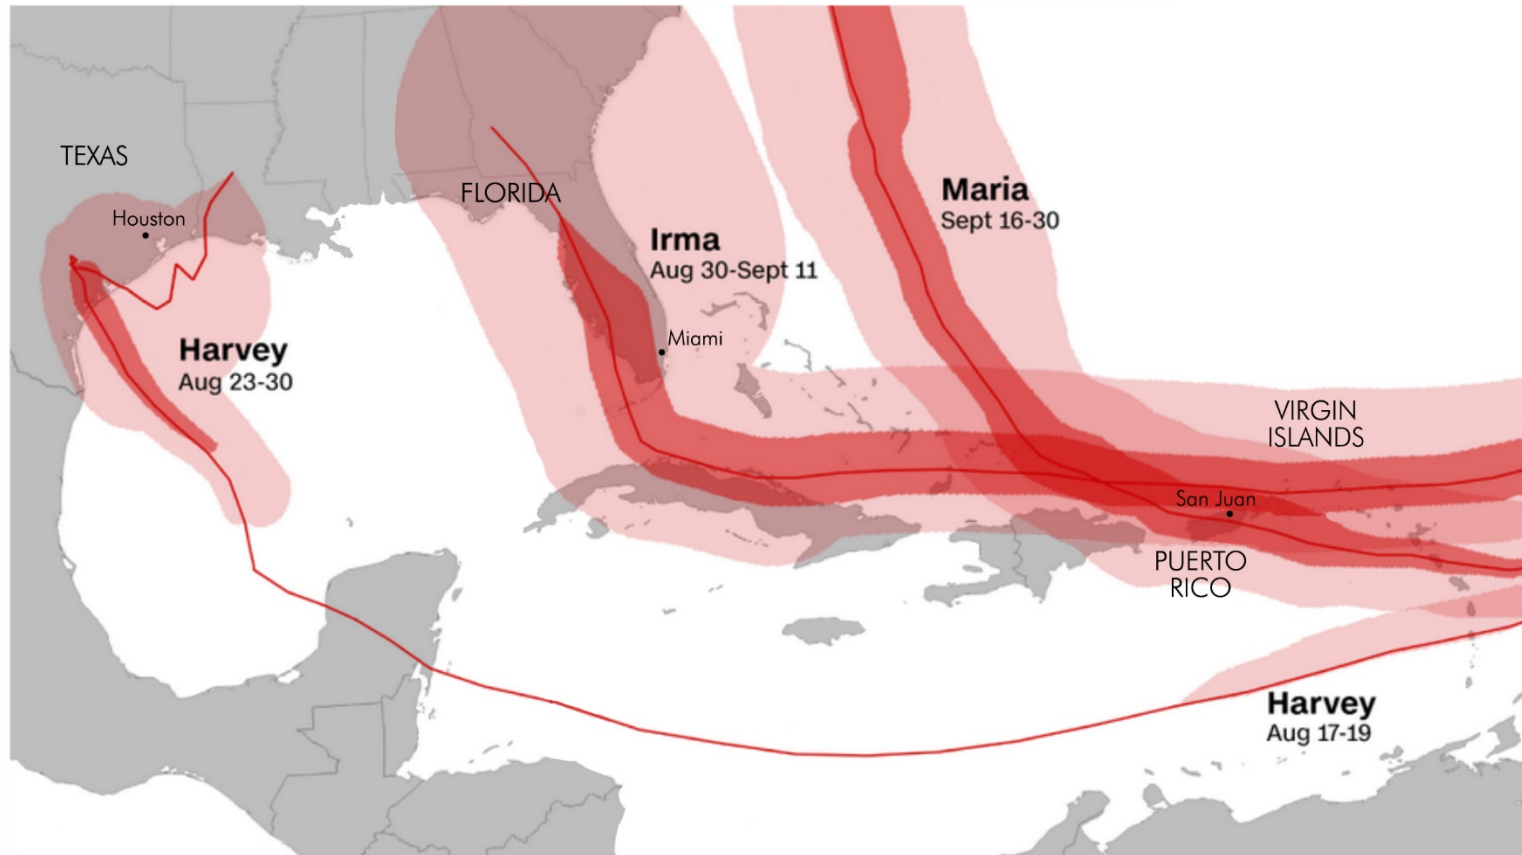 TEXAS
Houston
FLORIDA
Maria
Sept 16-30
Irma
Aug 30-Sept 11
Miami
Harvey
Aug 23-30
VIRGIN
ISLANDS
San Juan
PUERTO
RICO
Harvey
Aug 17-19